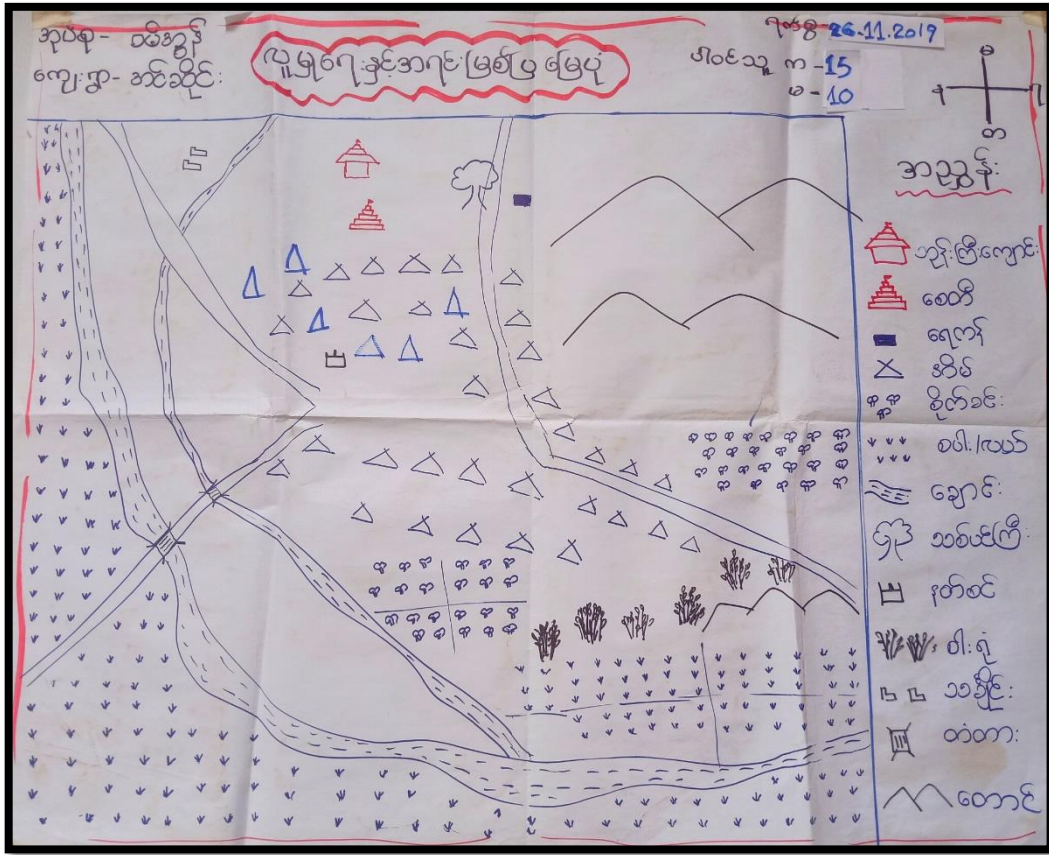 အုပ်စု - ဝမ်အွန်
ကျေးရွာ - အင်ဆိုင်း
လူမှုရေးနှင့်အရင်းမြစ်ပြမြေပုံ
ရက်စွဲ 26.11.2019
ပါဝင်သူ က - 15
မ - 10
မ
တ
အညွှန်း
ဘုန်းကြီးကျောင်း
စေတီ
ရေကန်
အိမ်
စိုက်ခင်း
စပါး/လယ်
ချောင်း
သစ်ပင်ကြီး
နတ်စင်
ဝါးရုံ
သင်္ချိုင်း
တံတား
တောင်